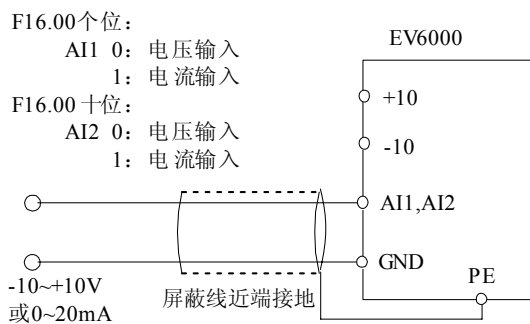 F16.00个位：
AI1 0：电压输入
1：电流输入
F16.00十位：
AI2 0：电压输入
1：电流输入
EV6000
+10
-10
AI1,AI2
GND
PE
-10~+10V
或0~20mA
屏蔽线近端接地